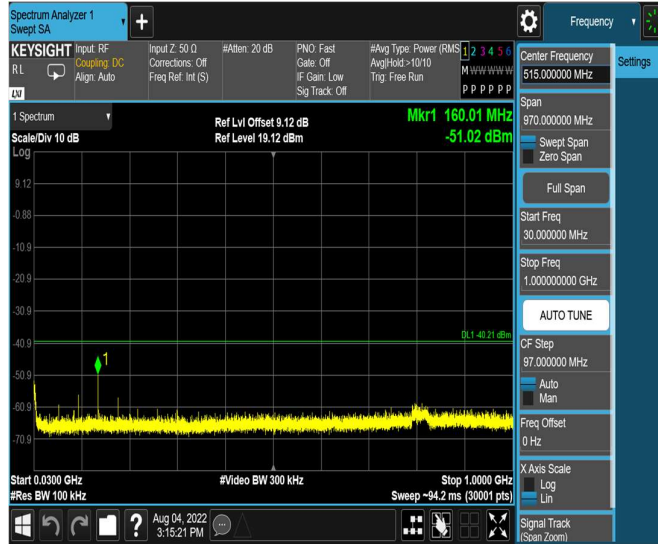 Spectrum Analyzer 1
Swept SA
Frequency
KEYSIGHT
RL
LXI
Input: RF
Coupling: DC
Align: Auto
Input Z: 50 Ω
Corrections: Off
Freq Ref: Int (S)
#Atten: 20 dB
PNO: Fast
Gate: Off
IF Gain: Low
Sig Track: Off
#Avg Type: Power (RMS
Avg|Hold:>10/10
Trig: Free Run
1 2 3 4 5 6
M W W W W W
P P P P P P
Center Frequency
515.000000 MHz
Settings
Span
970.000000 MHz
Swept Span
Zero Span
Full Span
Start Freq
30.000000 MHz
Stop Freq
1.000000000 GHz
AUTO TUNE
CF Step
97.000000 MHz
Auto
Man
Freq Offset
0 Hz
X Axis Scale
Log
Lin
Signal Track
(Span Zoom)
1 Spectrum
Scale/Div 10 dB
Ref Lvl Offset 9.12 dB
Ref Level 19.12 dBm
Mkr1 160.01 MHz
-51.02 dBm
Log
9.12
-0.88
-10.9
-20.9
-30.9
-40.9
-50.9
-60.9
-70.9
DL1 -40.21 dBm
1
Start 0.0300 GHz
#Res BW 100 kHz
#Video BW 300 kHz
Stop 1.0000 GHz
Sweep ~94.2 ms (30001 pts)
?
Aug 04, 2022
3:15:21 PM